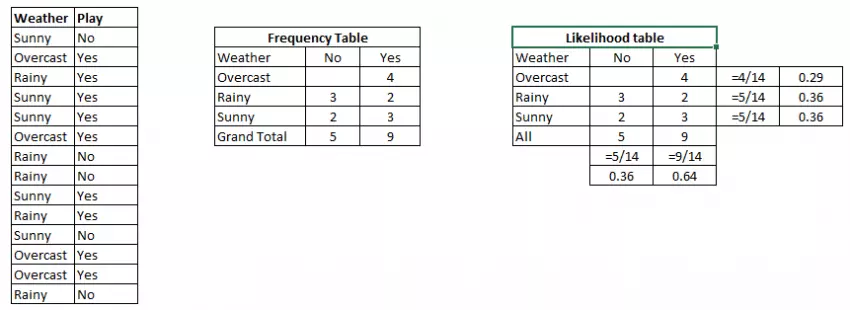 Weather Play
Sunny No
Overcast Yes
Rainy Yes
Sunny Yes
Sunny Yes
Overcast Yes
Rainy No
Rainy No
Sunny Yes
Rainy Yes
Sunny No
Overcast Yes
Overcast Yes
Rainy No
Frequency Table
Weather No Yes
Overcast 4
Rainy 3 2
Sunny 2 3
Grand Total 5 9
Likelihood table
Weather No Yes
Overcast 4 =4/14 0.29
Rainy 3 2 =5/14 0.36
Sunny 2 3 =5/14 0.36
All 5 9
=5/14 =9/14
0.36 0.64